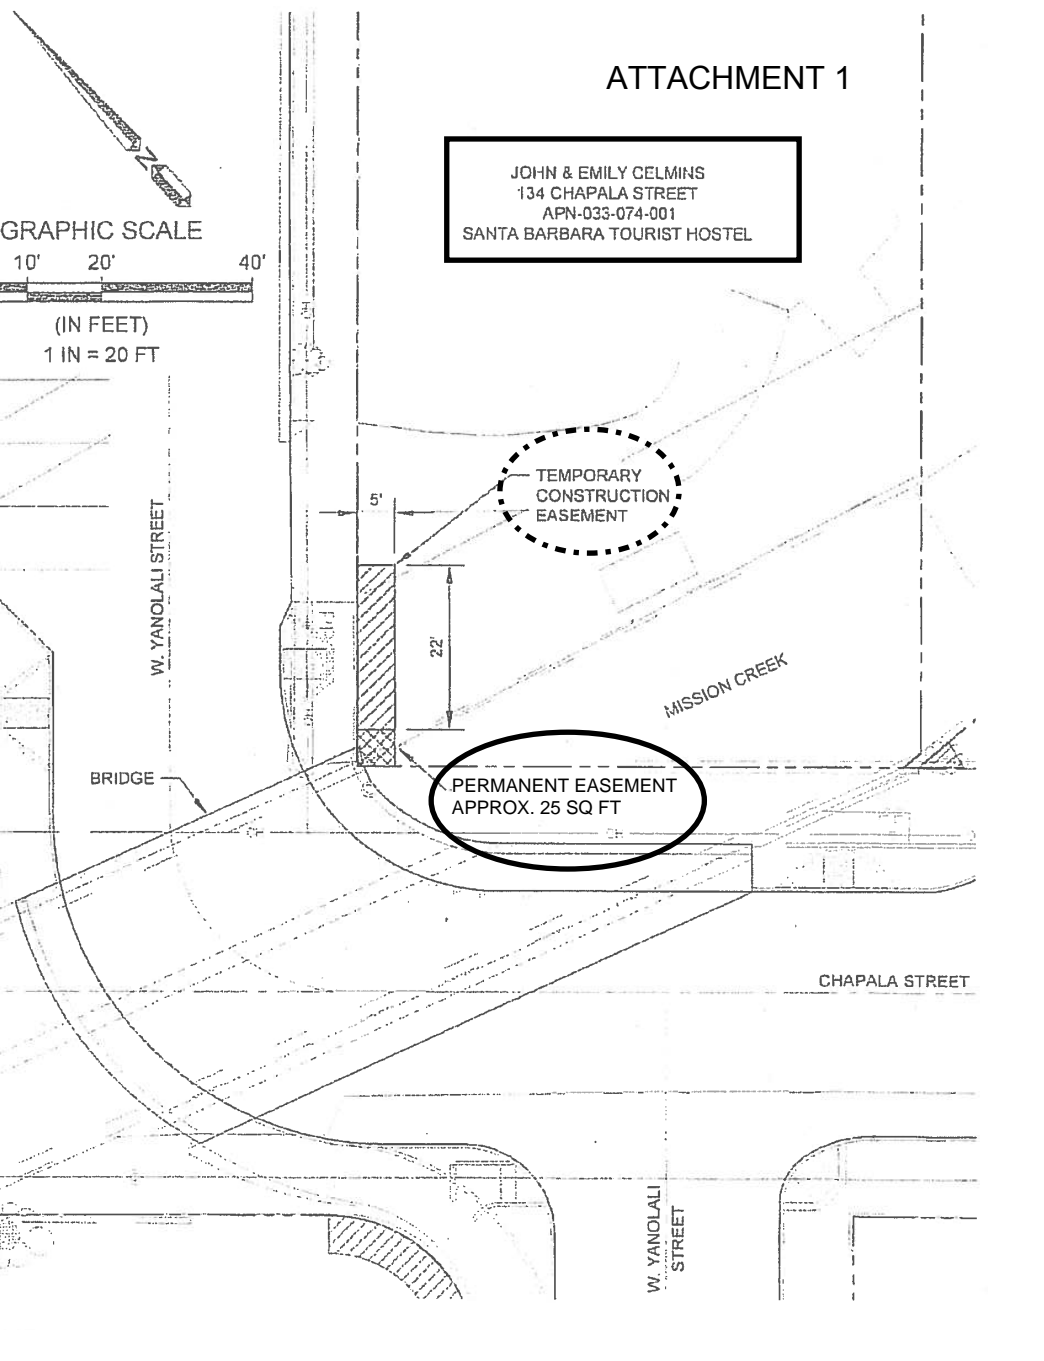 ATTACHMENT 1
JOHN & EMILY CELMINS
134 CHAPALA STREET
APN-033-074-001
SANTA BARBARA TOURIST HOSTEL
N
GRAPHIC SCALE
10' 20' 40'
(IN FEET)
1 IN = 20 FT
TEMPORARY
CONSTRUCTION
EASEMENT
5'
22'
W. YANOLALI STREET
MISSION CREEK
BRIDGE
PERMANENT EASEMENT
APPROX. 25 SQ FT
CHAPALA STREET
W. YANOLALI
STREET